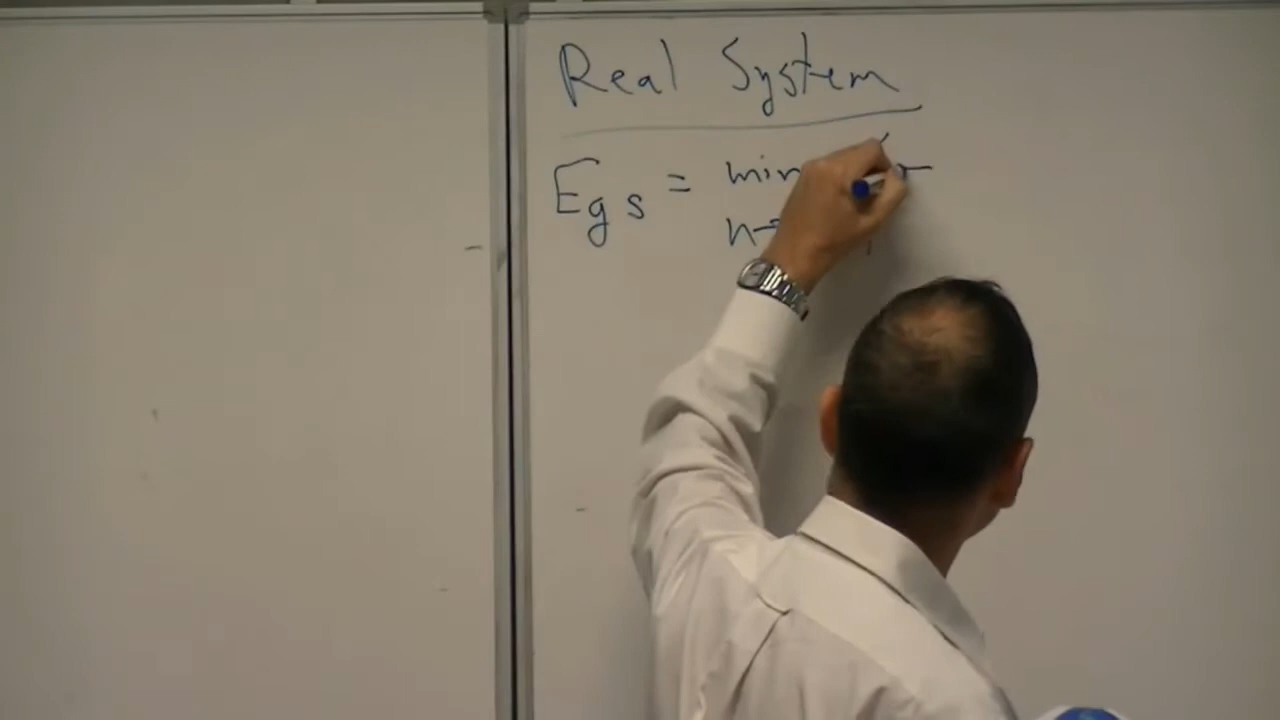 Real System
Egs = min
n→